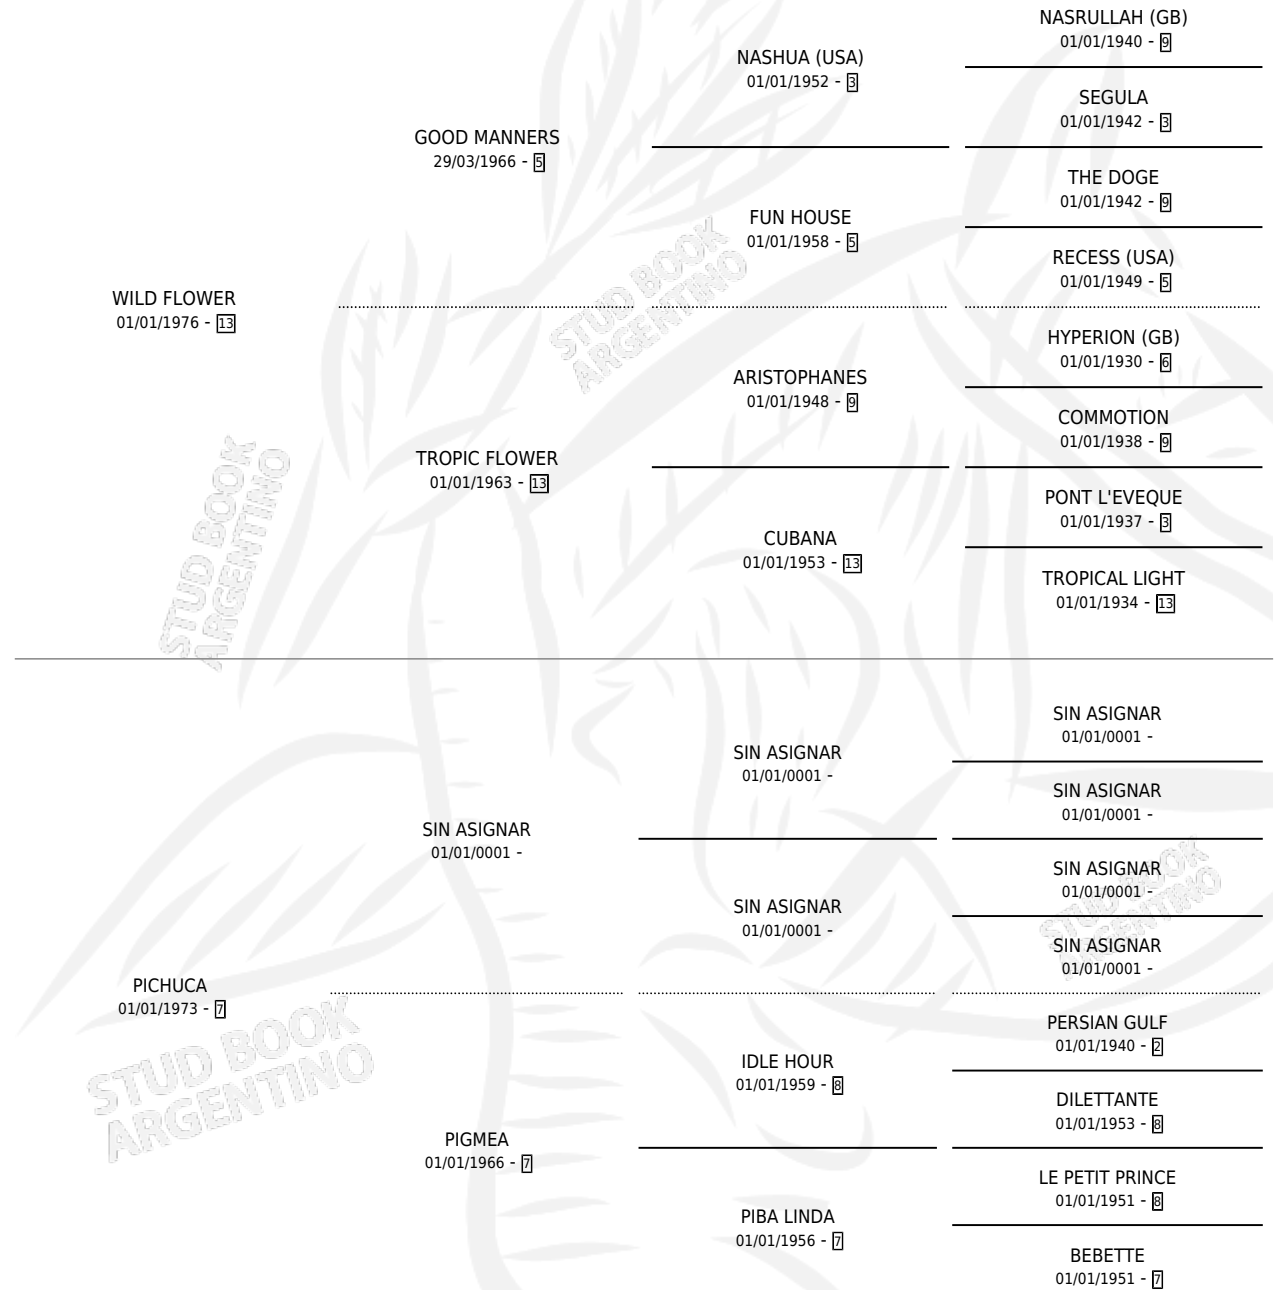 NASRULLAH (GB)
01/01/1940 - 9
NASHUA (USA)
01/01/1952 - 3
SEGULA
01/01/1942 - 3
GOOD MANNERS
29/03/1966 - 5
THE DOGE
01/01/1942 - 9
FUN HOUSE
01/01/1958 - 5
RECESS (USA)
01/01/1949 - 5
WILD FLOWER
01/01/1976 - 13
HYPERION (GB)
01/01/1930 - 6
ARISTOPHANES
01/01/1948 - 9
COMMOTION
01/01/1938 - 9
TROPIC FLOWER
01/01/1963 - 13
PONT L'EVEQUE
01/01/1937 - 3
CUBANA
01/01/1953 - 13
TROPICAL LIGHT
01/01/1934 - 13
SIN ASIGNAR
01/01/0001 -
SIN ASIGNAR
01/01/0001 -
SIN ASIGNAR
01/01/0001 -
SIN ASIGNAR
01/01/0001 -
SIN ASIGNAR
01/01/0001 -
SIN ASIGNAR
01/01/0001 -
SIN ASIGNAR
01/01/0001 -
PICHUCA
01/01/1973 - 7
PERSIAN GULF
01/01/1940 - 2
IDLE HOUR
01/01/1959 - 8
DILETTANTE
01/01/1953 - 8
PIGMEA
01/01/1966 - 7
LE PETIT PRINCE
01/01/1951 - 8
PIBA LINDA
01/01/1956 - 7
BEBETTE
01/01/1951 - 7
STUD BOOK
ARGENTINO
STUD BOOK
ARGENTINO
STUD BOOK
ARGENTINO
STUD BOOK
ARGENTINO